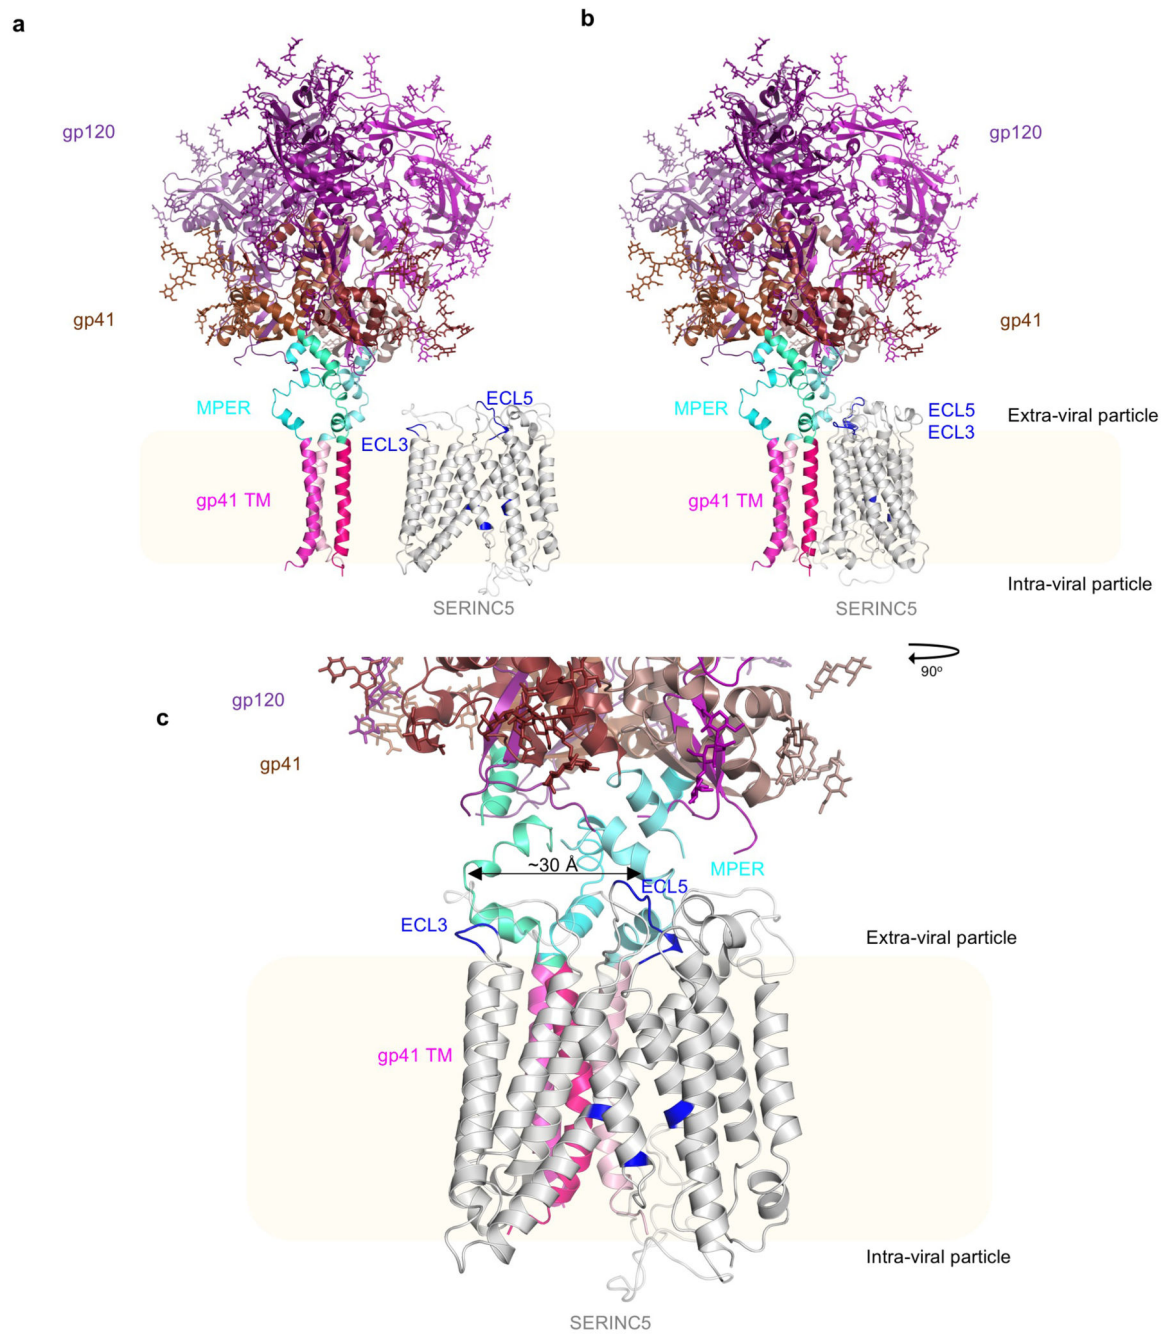 a
b
gp120
gp120
gp41
gp41
MPER
ECL5
ECL3
MPER
ECL5
ECL3
Extra-viral particle
gp41 TM
gp41 TM
Intra-viral particle
SERINC5
SERINC5
90º
c
gp120
gp41
~30 Å
MPER
ECL5
ECL3
Extra-viral particle
gp41 TM
Intra-viral particle
SERINC5